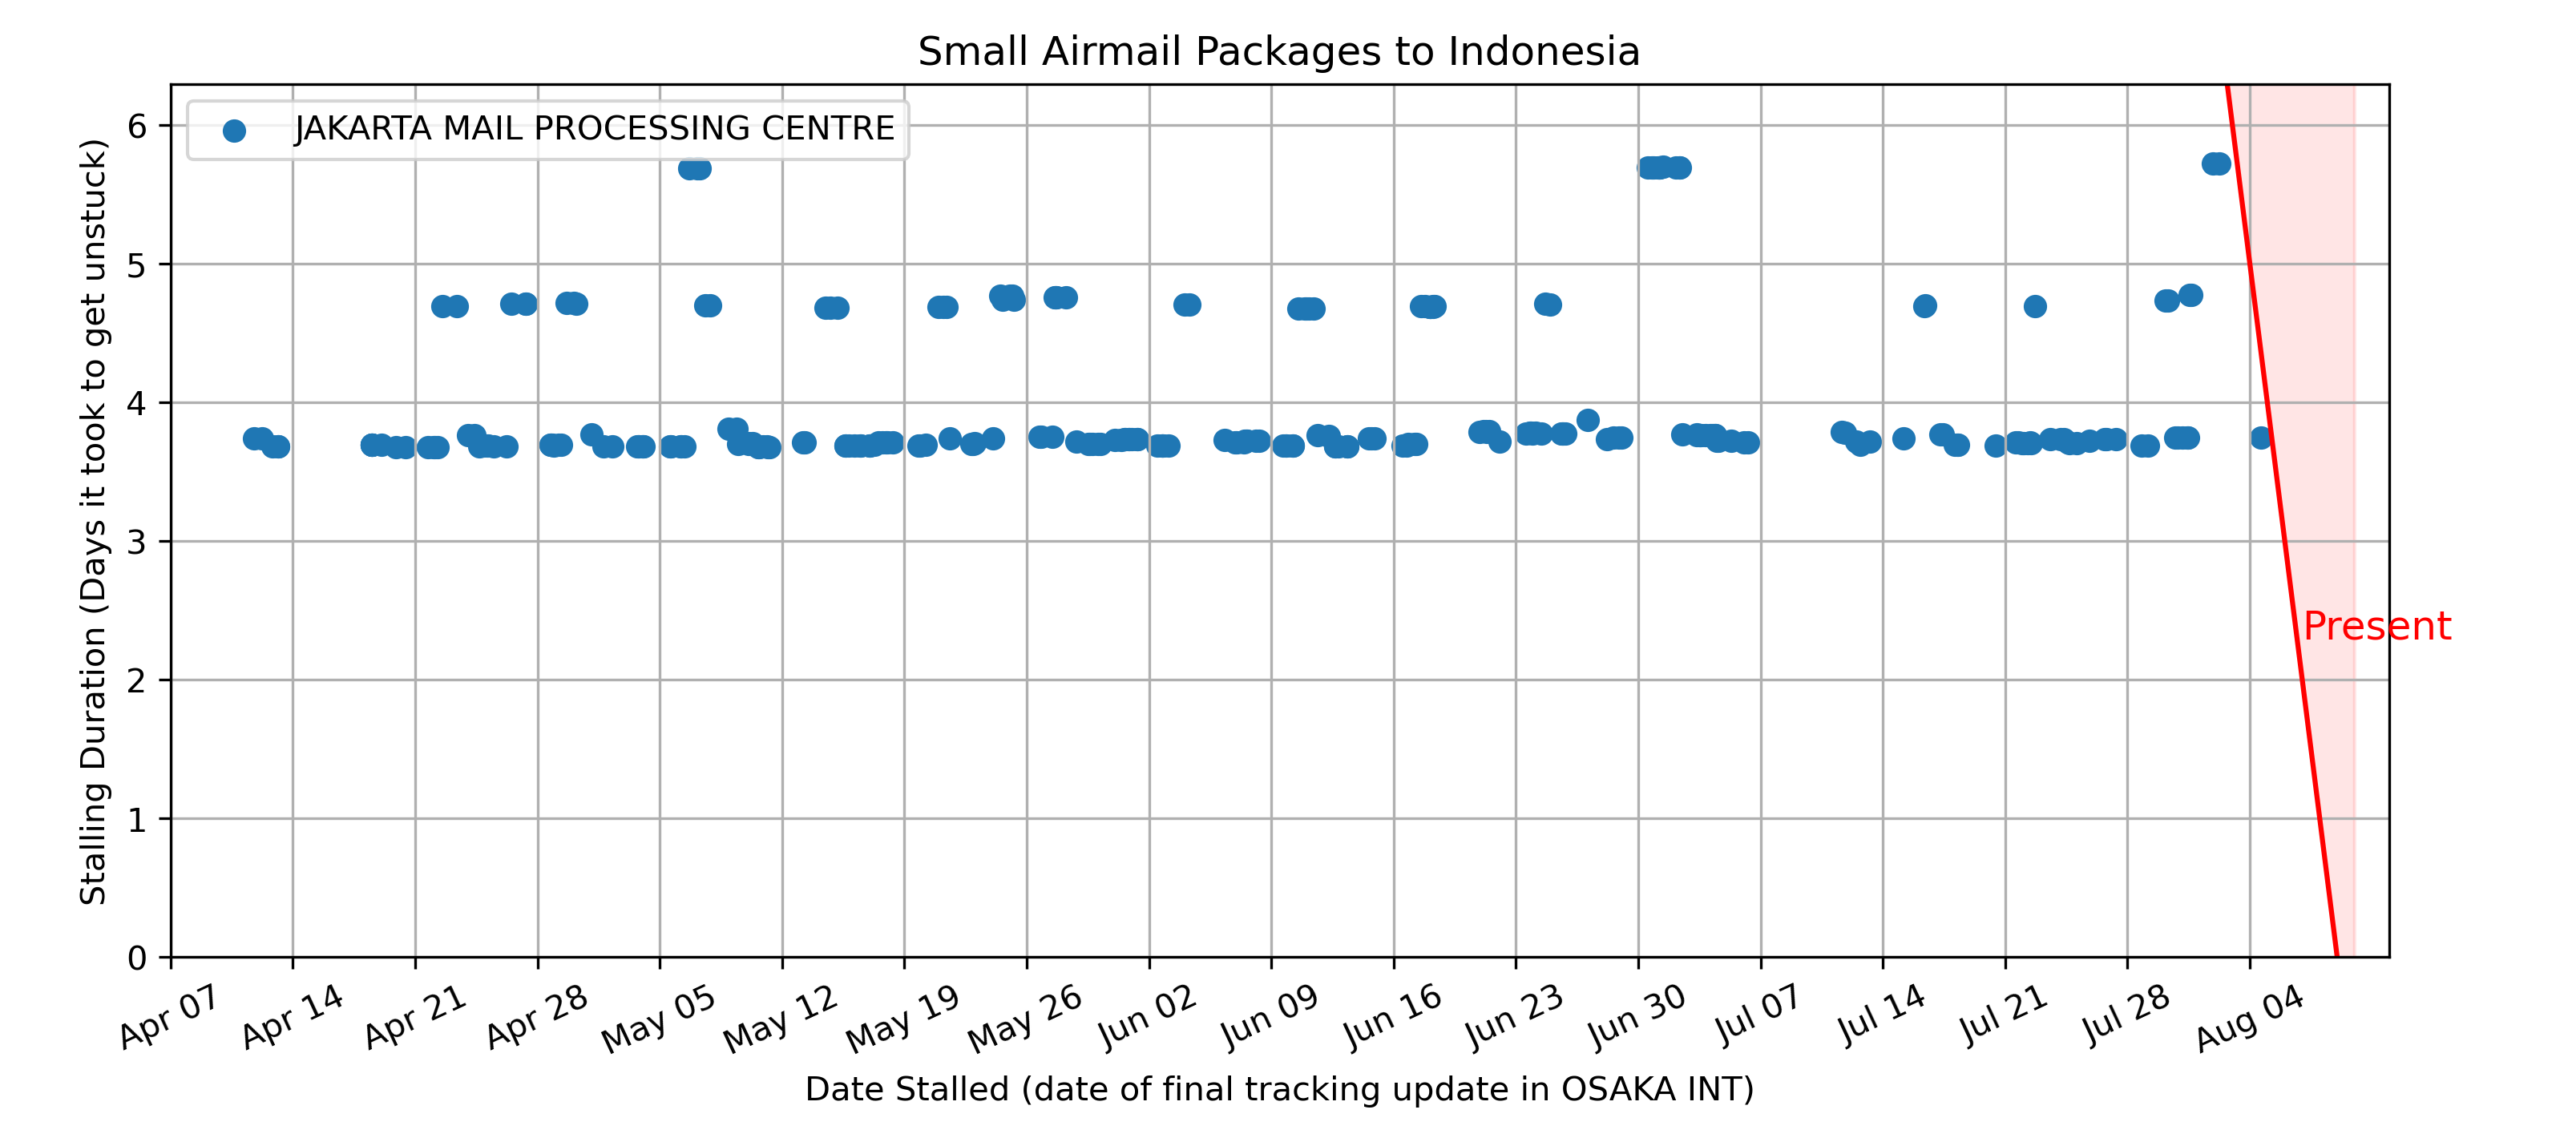 Small Airmail Packages to Indonesia
JAKARTA MAIL PROCESSING CENTRE
Stalling Duration (Days it took to get unstuck)
6
5
4
3
2
1
0
Present
Apr 07
Apr 14
Apr 21
Apr 28
May 05
May 12
May 19
May 26
Jun 02
Jun 09
Jun 16
Jun 23
Jun 30
Jul 07
Jul 14
Jul 21
Jul 28
Aug 04
Date Stalled (date of final tracking update in OSAKA INT)